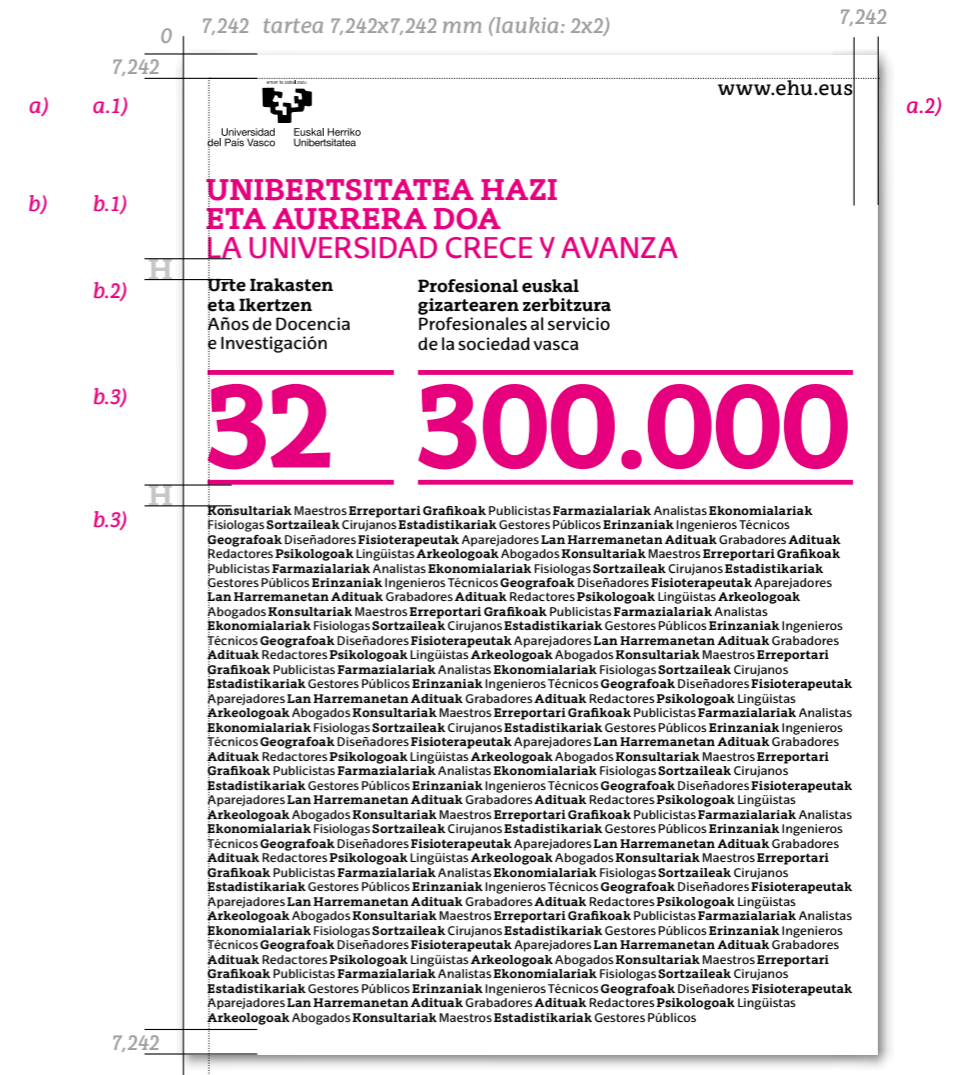 7,242 tartea 7,242x7,242 mm (laukia: 2x2)
7,242
0
7,242
a) a.1)
eman ta zabal zazu
Universidad del País Vasco
Euskal Herriko Unibertsitatea
www.ehu.eus
a.2)
b) b.1)
UNIBERTSITATEA HAZI
ETA AURRERA DOA
LA UNIVERSIDAD CRECE Y AVANZA
H
b.2)
Urte Irakasten
eta Ikertzen
Años de Docencia
e Investigación
Profesional euskal
gizartearen zerbitzura
Profesionales al servicio
de la sociedad vasca
b.3)
32 300.000
H
b.3)
Konsultariak Maestros Erreportari Grafikoak Publicistas Farmazialariak Analistas Ekonomialariak
Fisiologas Sortzaileak Cirujanos Estadistikariak Gestores Públicos Erinzaniak Ingenieros Técnicos
Geografoak Diseñadores Fisioterapeutak Aparejadores Lan Harremanetan Adituak Grabadores Adituak
Redactores Psikologoak Lingüistas Arkeologoak Abogados Konsultariak Maestros Erreportari Grafikoak
Publicistas Farmazialariak Analistas Ekonomialariak Fisiologas Sortzaileak Cirujanos Estadistikariak
Gestores Públicos Erinzaniak Ingenieros Técnicos Geografoak Diseñadores Fisioterapeutak Aparejadores
Lan Harremanetan Adituak Grabadores Adituak Redactores Psikologoak Lingüistas Arkeologoak
Abogados Konsultariak Maestros Erreportari Grafikoak Publicistas Farmazialariak Analistas
Ekonomialariak Fisiologas Sortzaileak Cirujanos Estadistikariak Gestores Públicos Erinzaniak Ingenieros
Técnicos Geografoak Diseñadores Fisioterapeutak Aparejadores Lan Harremanetan Adituak Grabadores
Adituak Redactores Psikologoak Lingüistas Arkeologoak Abogados Konsultariak Maestros Erreportari
Grafikoak Publicistas Farmazialariak Analistas Ekonomialariak Fisiologas Sortzaileak Cirujanos
Estadistikariak Gestores Públicos Erinzaniak Ingenieros Técnicos Geografoak Diseñadores Fisioterapeutak
Aparejadores Lan Harremanetan Adituak Grabadores Adituak Redactores Psikologoak Lingüistas
Arkeologoak Abogados Konsultariak Maestros Erreportari Grafikoak Publicistas Farmazialariak Analistas
Ekonomialariak Fisiologas Sortzaileak Cirujanos Estadistikariak Gestores Públicos Erinzaniak Ingenieros
Técnicos Geografoak Diseñadores Fisioterapeutak Aparejadores Lan Harremanetan Adituak Grabadores
Adituak Redactores Psikologoak Lingüistas Arkeologoak Abogados Konsultariak Maestros Erreportari
Grafikoak Publicistas Farmazialariak Analistas Ekonomialariak Fisiologas Sortzaileak Cirujanos
Estadistikariak Gestores Públicos Erinzaniak Ingenieros Técnicos Geografoak Diseñadores Fisioterapeutak
Aparejadores Lan Harremanetan Adituak Grabadores Adituak Redactores Psikologoak Lingüistas
Arkeologoak Abogados Konsultariak Maestros Erreportari Grafikoak Publicistas Farmazialariak Analistas
Ekonomialariak Fisiologas Sortzaileak Cirujanos Estadistikariak Gestores Públicos Erinzaniak Ingenieros
Técnicos Geografoak Diseñadores Fisioterapeutak Aparejadores Lan Harremanetan Adituak Grabadores
Adituak Redactores Psikologoak Lingüistas Arkeologoak Abogados Konsultariak Maestros Erreportari
Grafikoak Publicistas Farmazialariak Analistas Ekonomialariak Fisiologas Sortzaileak Cirujanos
Estadistikariak Gestores Públicos Erinzaniak Ingenieros Técnicos Geografoak Diseñadores Fisioterapeutak
Aparejadores Lan Harremanetan Adituak Grabadores Adituak Redactores Psikologoak Lingüistas
Arkeologoak Abogados Konsultariak Maestros Erreportari Grafikoak Publicistas Farmazialariak Analistas
Ekonomialariak Fisiologas Sortzaileak Cirujanos Estadistikariak Gestores Públicos Erinzaniak Ingenieros
Técnicos Geografoak Diseñadores Fisioterapeutak Aparejadores Lan Harremanetan Adituak Grabadores
Adituak Redactores Psikologoak Lingüistas Arkeologoak Abogados Konsultariak Maestros Erreportari
Grafikoak Publicistas Farmazialariak Analistas Ekonomialariak Fisiologas Sortzaileak Cirujanos
Estadistikariak Gestores Públicos Erinzaniak Ingenieros Técnicos Geografoak Diseñadores Fisioterapeutak
Aparejadores Lan Harremanetan Adituak Grabadores Adituak Redactores Psikologoak Lingüistas
Arkeologoak Abogados Konsultariak Maestros Estadistikariak Gestores Públicos
7,242